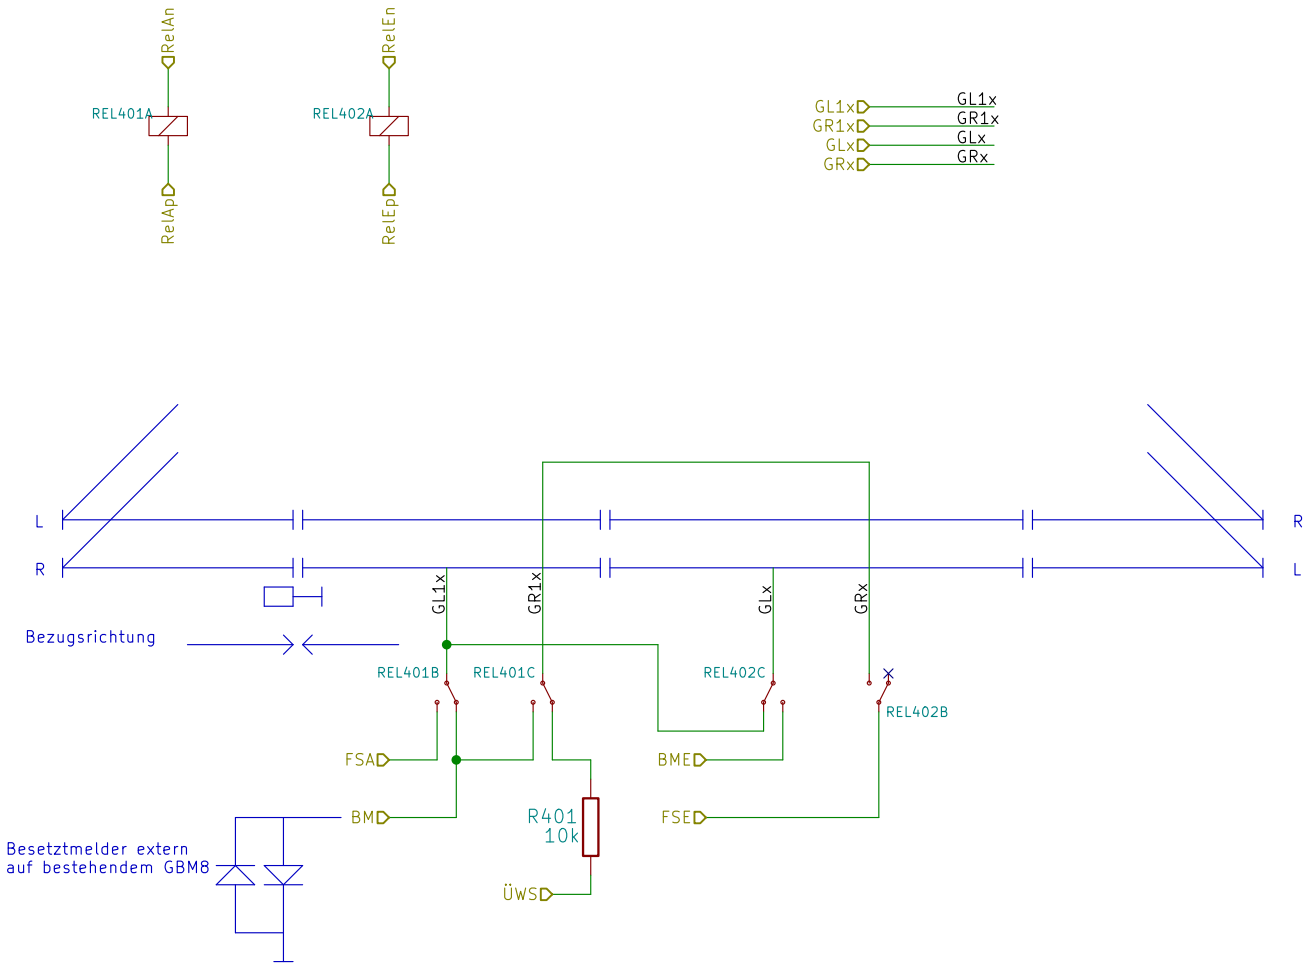 RelAn
RelEn
REL401A
REL402A
RelAp
RelEp
GL1x GL1x
GR1x GR1x
GLx GLx
GRx GRx
L
R
R
L
GL1x
GR1x
GLx
GRx
Bezugsrichtung
REL401B
REL401C
REL402C
REL402B
FSA
BME
BM
FSE
R401
10k
Besetztmelder extern
auf bestehendem GBM8
ÜWS